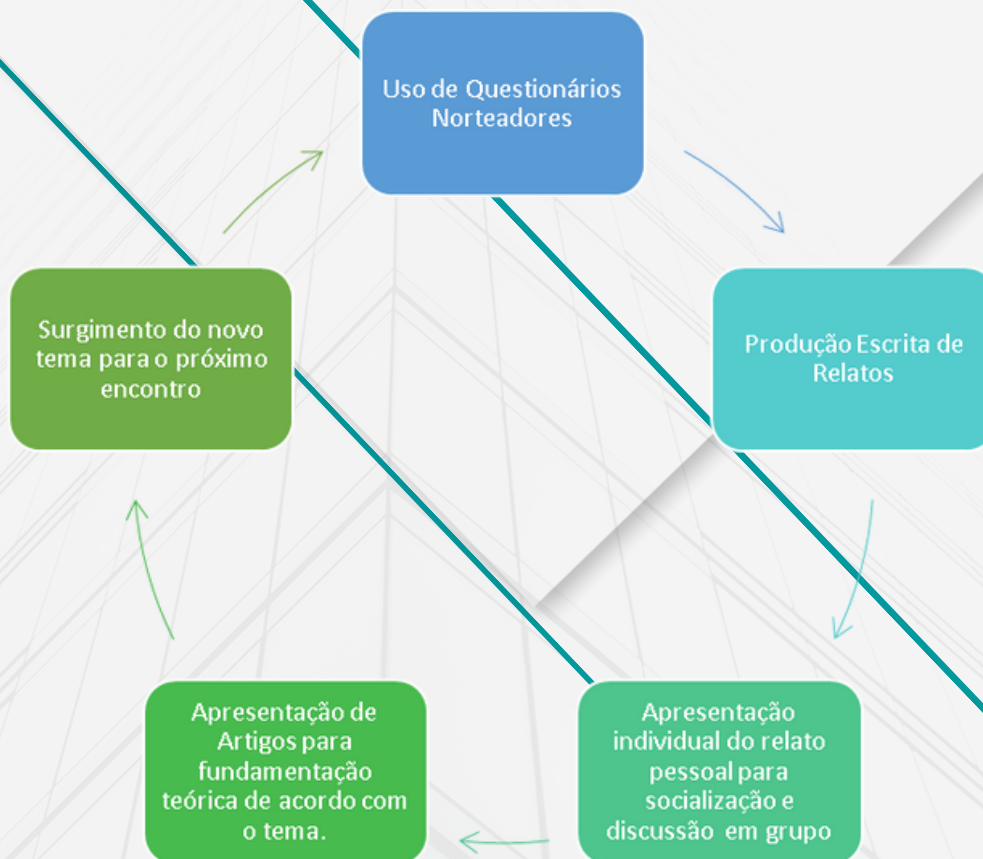 Uso de Questionários
Norteadores
Produção Escrita de
Relatos
Apresentação
individual do relato
pessoal para
socialização e
discussão em grupo
Apresentação de
Artigos para
fundamentação
teórica de acordo com
o tema.
Surgimento do novo
tema para o próximo
encontro